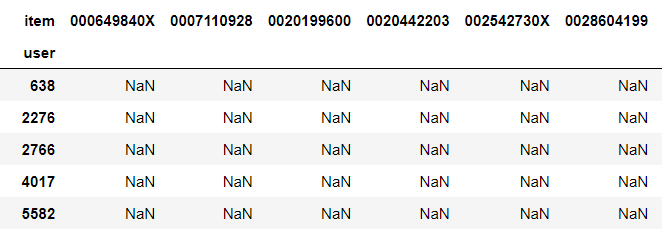 item 000649840X 0007110928 0020199600 0020442203 002542730X 0028604199
user
638 NaN NaN NaN NaN NaN NaN
2276 NaN NaN NaN NaN NaN NaN
2766 NaN NaN NaN NaN NaN NaN
4017 NaN NaN NaN NaN NaN NaN
5582 NaN NaN NaN NaN NaN NaN